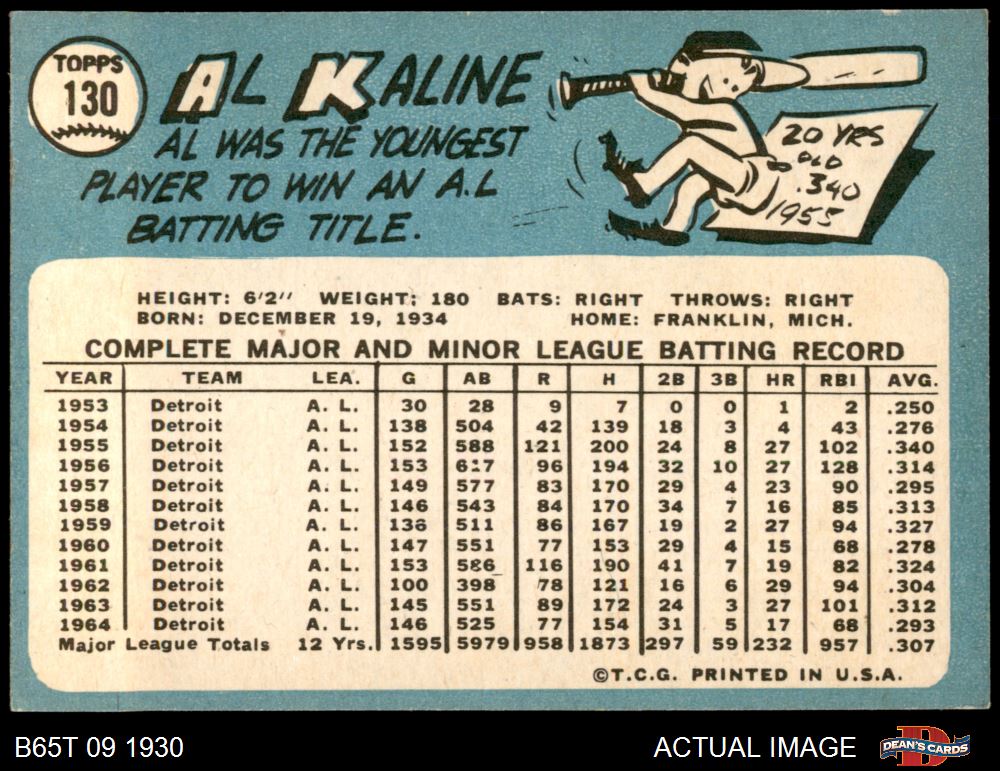 TOPPS
130
AL KALINE
AL WAS THE YOUNGEST
PLAYER TO WIN AN A.L
BATTING TITLE.
20 YRS
OLD
.340
1955
HEIGHT: 6'2" WEIGHT: 180 BATS: RIGHT THROWS: RIGHT
BORN: DECEMBER 19, 1934 HOME: FRANKLIN, MICH.
COMPLETE MAJOR AND MINOR LEAGUE BATTING RECORD
YEAR TEAM LEA. G AB R H 2B 3B HR RBI AVG.
1953 Detroit A. L. 30 28 9 7 0 0 1 2 .250
1954 Detroit A. L. 138 504 42 139 18 3 4 43 .276
1955 Detroit A. L. 152 588 121 200 24 8 27 102 .340
1956 Detroit A. L. 153 617 96 194 32 10 27 128 .314
1957 Detroit A. L. 149 577 83 170 29 4 23 90 .295
1958 Detroit A. L. 146 543 84 170 34 7 16 85 .313
1959 Detroit A. L. 136 511 86 167 19 2 27 94 .327
1960 Detroit A. L. 147 551 77 153 29 4 15 68 .278
1961 Detroit A. L. 153 586 116 190 41 7 19 82 .324
1962 Detroit A. L. 100 398 78 121 16 6 29 94 .304
1963 Detroit A. L. 145 551 89 172 24 3 27 101 .312
1964 Detroit A. L. 146 525 77 154 31 5 17 68 .293
Major League Totals 12 Yrs. 1595 5979 958 1873 297 59 232 957 .307
©T.C.G. PRINTED IN U.S.A.
B65T 09 1930 ACTUAL IMAGE D DEAN'S CARDS